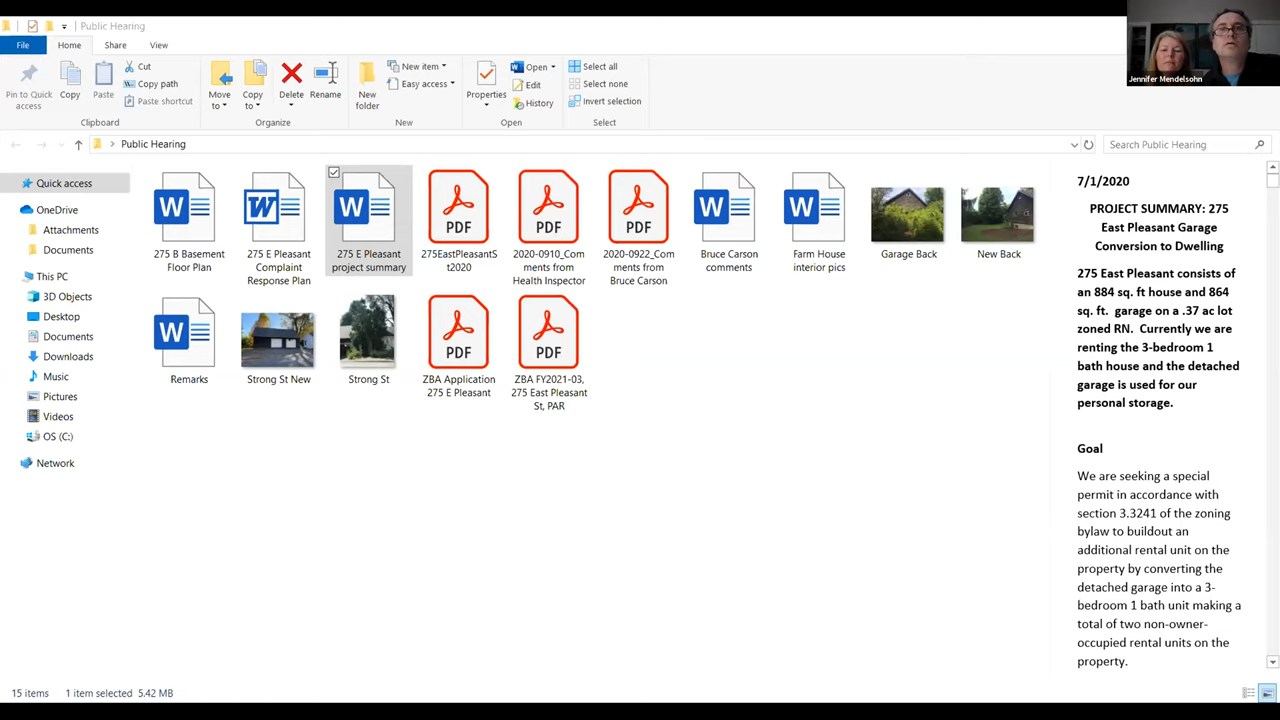 Public Hearing
File
Home
Share
View
Pin to Quick access
Copy
Paste
Cut
Copy path
Paste shortcut
Clipboard
Move to
Copy to
Delete
Rename
Organize
New folder
New item
Easy access
New
Properties
Open
Edit
History
Open
Select all
Select none
Invert selection
Select
Jennifer Mendelsohn
Public Hearing
Search Public Hearing
Quick access
OneDrive
Attachments
Documents
This PC
3D Objects
Desktop
Documents
Downloads
Music
Pictures
Videos
OS (C:)
Network
275 B Basement
Floor Plan
275 E Pleasant
Complaint
Response Plan
275 E Pleasant
project summary
PDF
275EastPleasantS
t2020
PDF
2020-0910_Com
ments from
Health Inspector
PDF
2020-0922_Com
ments from
Bruce Carson
Bruce Carson
comments
Farm House
interior pics
Garage Back
New Back
Remarks
Strong St New
Strong St
PDF
ZBA Application
275 E Pleasant
PDF
ZBA FY2021-03,
275 East Pleasant
St, PAR
7/1/2020
PROJECT SUMMARY: 275
East Pleasant Garage
Conversion to Dwelling
275 East Pleasant consists of
an 884 sq. ft house and 864
sq. ft. garage on a .37 ac lot
zoned RN. Currently we are
renting the 3-bedroom 1
bath house and the detached
garage is used for our
personal storage.
Goal
We are seeking a special
permit in accordance with
section 3.3241 of the zoning
bylaw to buildout an
additional rental unit on the
property by converting the
detached garage into a 3-
bedroom 1 bath unit making a
total of two non-owner-
occupied rental units on the
property.
15 items
1 item selected 5.42 MB